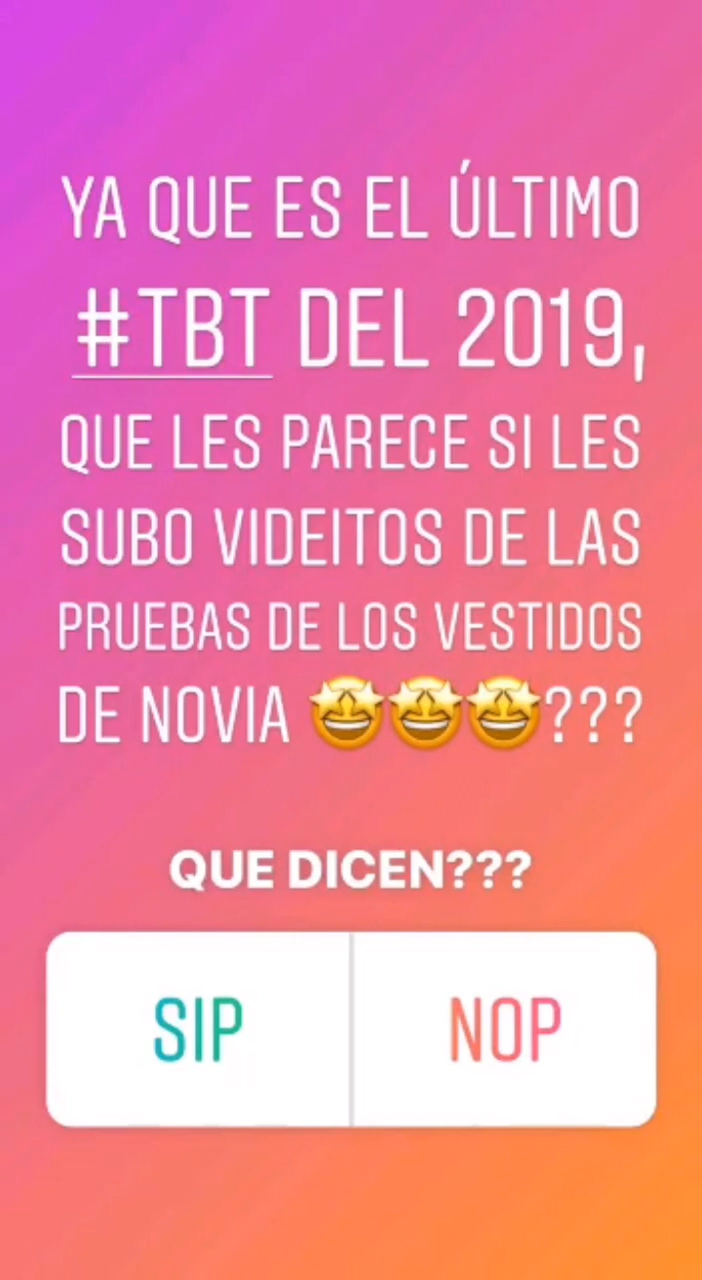 YA QUE ES EL ÚLTIMO
#TBT DEL 2019,
QUE LES PARECE SI LES
SUBO VIDEITOS DE LAS
PRUEBAS DE LOS VESTIDOS
DE NOVIA 🤩🤩🤩???
QUE DICEN???
SIP NOP